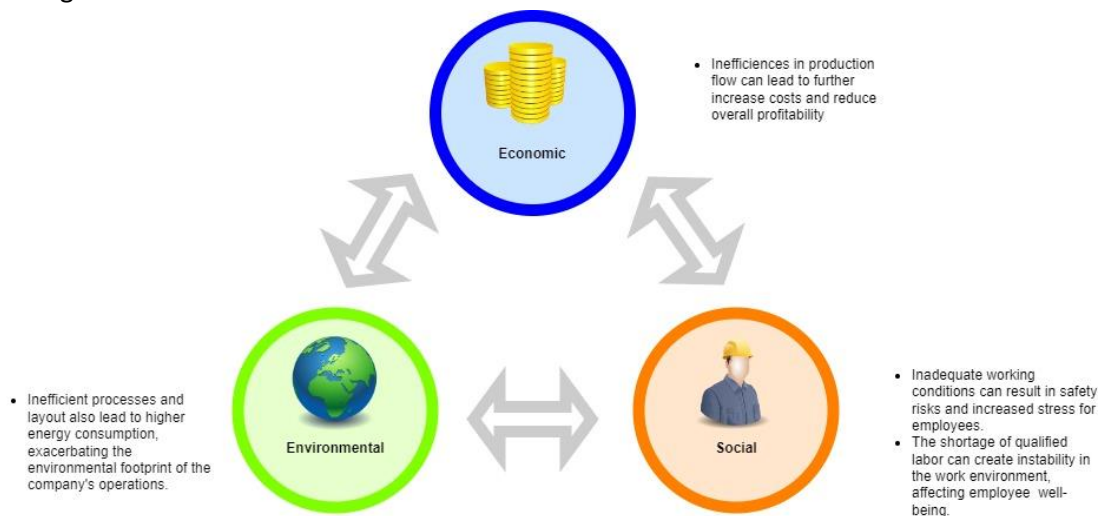 • Inefficiences in production
flow can lead to further
increase costs and reduce
overall profitability
Economic
• Inefficient processes and
layout also lead to higher
energy consumption,
exacerbating the
environmental footprint of the
company's operations.
Environmental
Social
• Inadequate working
conditions can result in safety
risks and increased stress for
employees.
• The shortage of qualified
labor can create instability in
the work environment,
affecting employee well-
being.